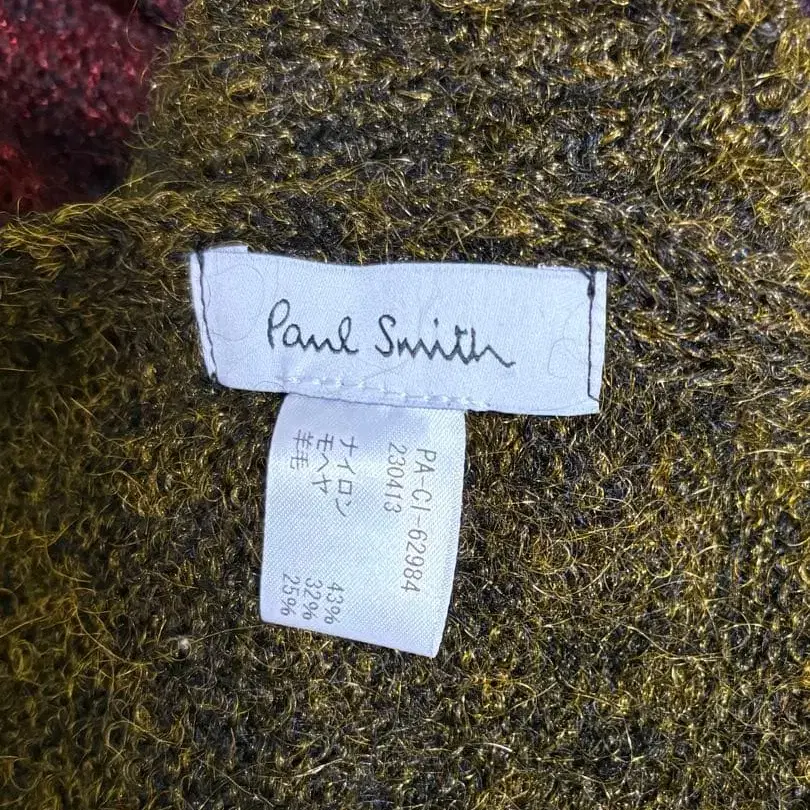 Paul Smith
PA-CI-62984
230413
ナイロン 43%
モヘヤ 32%
羊毛 25%